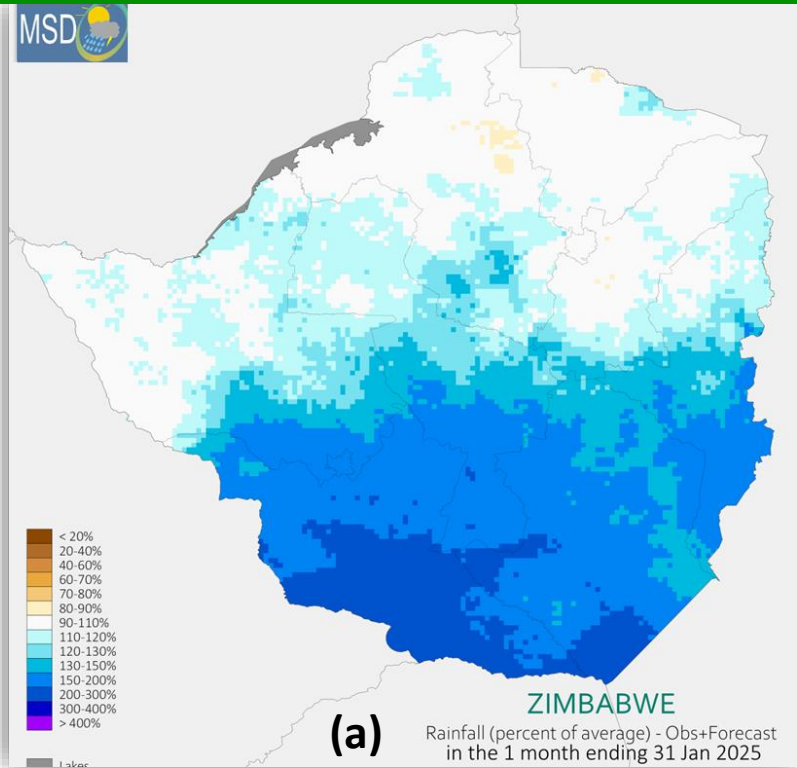 MSD
< 20%
20-40%
40-60%
60-70%
70-80%
80-90%
90-110%
110-120%
120-130%
130-150%
150-200%
200-300%
300-400%
> 400%
Lakes
(a)
ZIMBABWE
Rainfall (percent of average) - Obs+Forecast
in the 1 month ending 31 Jan 2025